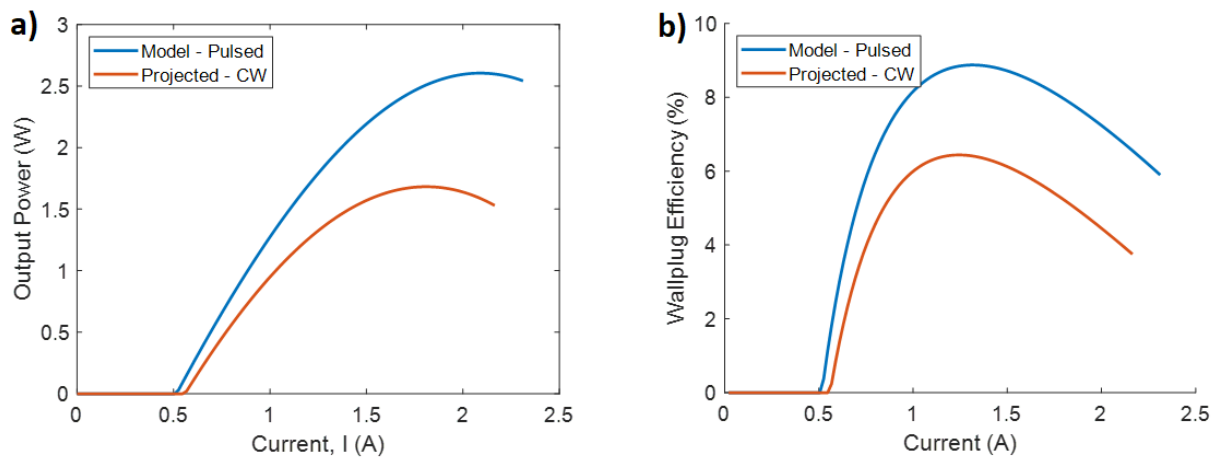 a)
3
2.5
2
1.5
1
0.5
0
Output Power (W)
Model - Pulsed
Projected - CW
0 0.5 1 1.5 2 2.5
Current, I (A)
b)
10
8
6
4
2
0
Wallplug Efficiency (%)
Model - Pulsed
Projected - CW
0 0.5 1 1.5 2 2.5
Current (A)